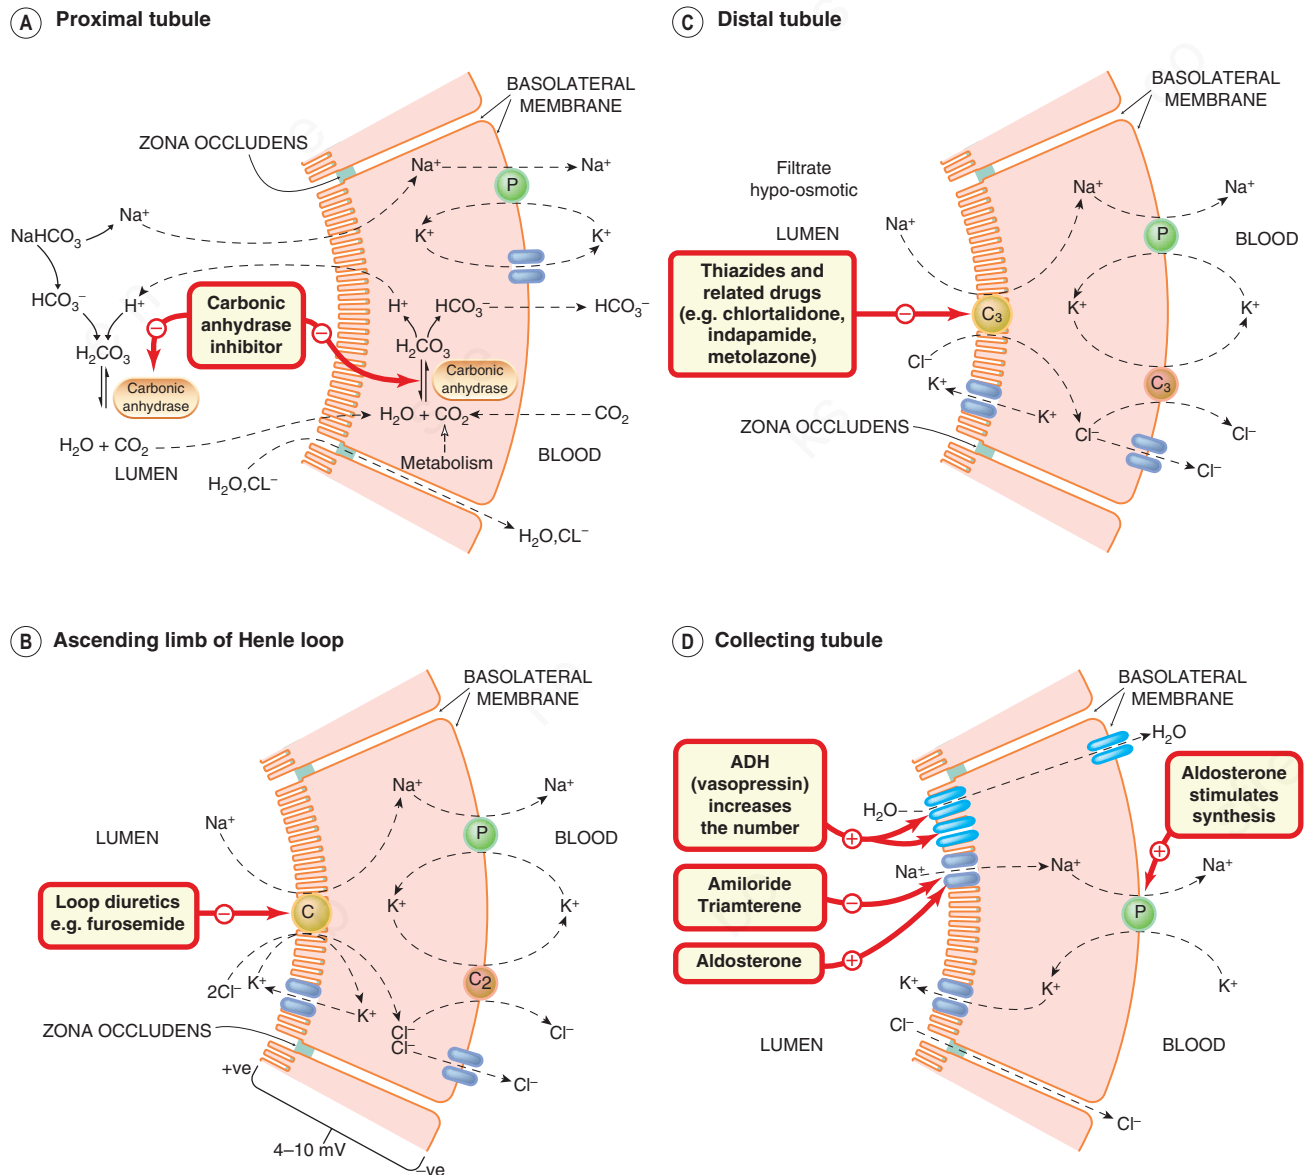 A Proximal tubule
BASOLATERAL
MEMBRANE
ZONA OCCLUDENS
Na⁺
Na⁺
P
Na⁺
NaHCO₃
K⁺
K⁺
HCO₃⁻
H⁺
Carbonic
anhydrase
inhibitor
H⁺
HCO₃⁻
HCO₃⁻
H₂CO₃
H₂CO₃
Carbonic
anhydrase
Carbonic
anhydrase
H₂O + CO₂
CO₂
H₂O + CO₂
Metabolism
BLOOD
LUMEN
H₂O,CL⁻
H₂O,CL⁻
C Distal tubule
BASOLATERAL
MEMBRANE
Filtrate
hypo-osmotic
Na⁺
Na⁺
Na⁺
LUMEN
P
BLOOD
Thiazides and
related drugs
(e.g. chlortalidone,
indapamide,
metolazone)
−
C₃
K⁺
K⁺
Cl⁻
K⁺
C₃
K⁺
ZONA OCCLUDENS
Cl⁻
Cl⁻
Cl⁻
B Ascending limb of Henle loop
BASOLATERAL
MEMBRANE
Na⁺
Na⁺
Na⁺
LUMEN
P
BLOOD
Loop diuretics
e.g. furosemide
−
C
K⁺
K⁺
2Cl⁻
K⁺
C2
K⁺
ZONA OCCLUDENS
Cl⁻
Cl⁻
Cl⁻
+ve
Cl⁻
4–10 mV
–ve
D Collecting tubule
BASOLATERAL
MEMBRANE
H₂O
ADH
(vasopressin)
increases
the number
+
H₂O
Aldosterone
stimulates
synthesis
+
Na⁺
Na⁺
Na⁺
Amiloride
Triamterene
−
P
Aldosterone
+
K⁺
K⁺
K⁺
Cl⁻
LUMEN
BLOOD
Cl⁻